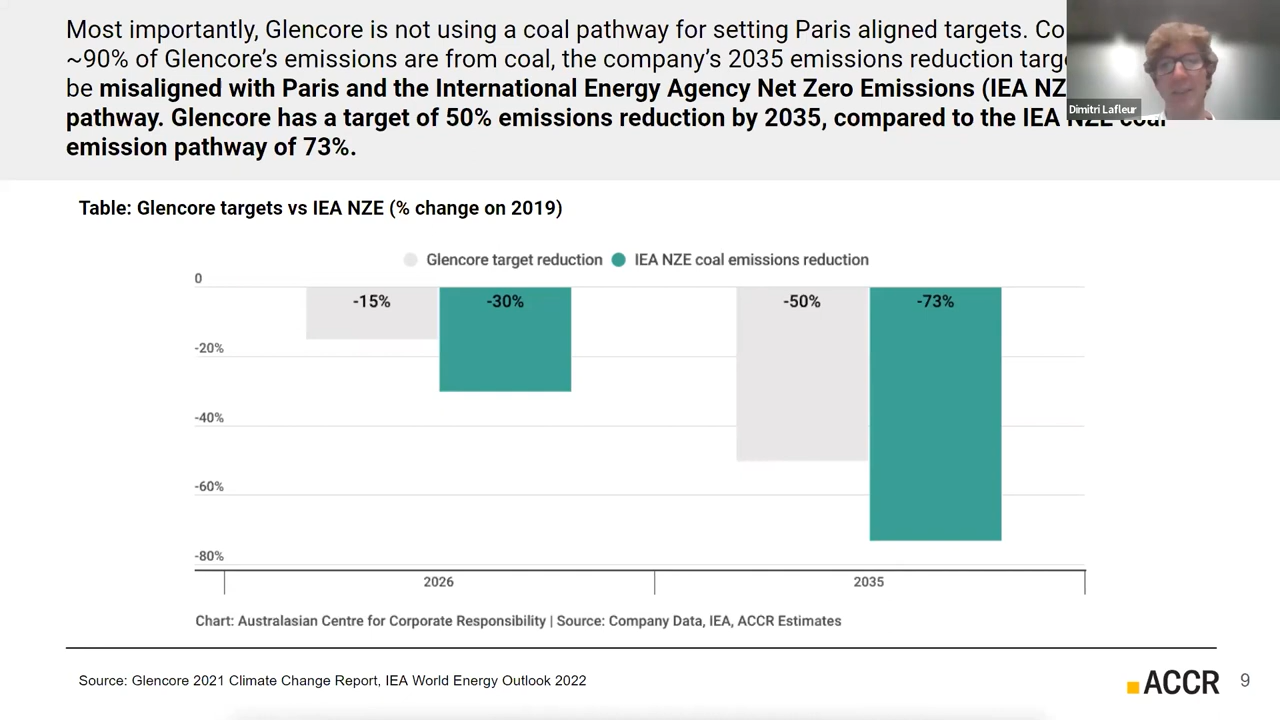 Most importantly, Glencore is not using a coal pathway for setting Paris aligned targets.
~90% of Glencore's emissions are from coal, the company's 2035 emissions reduction
be misaligned with Paris and the International Energy Agency Net Zero Emissions (IEA
pathway. Glencore has a target of 50% emissions reduction by 2035, compared to the IEA NZE coal
emission pathway of 73%.
Dimitri Lafleur
Table: Glencore targets vs IEA NZE (% change on 2019)
Glencore target reduction IEA NZE coal emissions reduction
0
-15% -30% -50% -73%
-20%
-40%
-60%
-80%
2026 2035
Chart: Australasian Centre for Corporate Responsibility | Source: Company Data, IEA, ACCR Estimates
Source: Glencore 2021 Climate Change Report, IEA World Energy Outlook 2022
ACCR 9